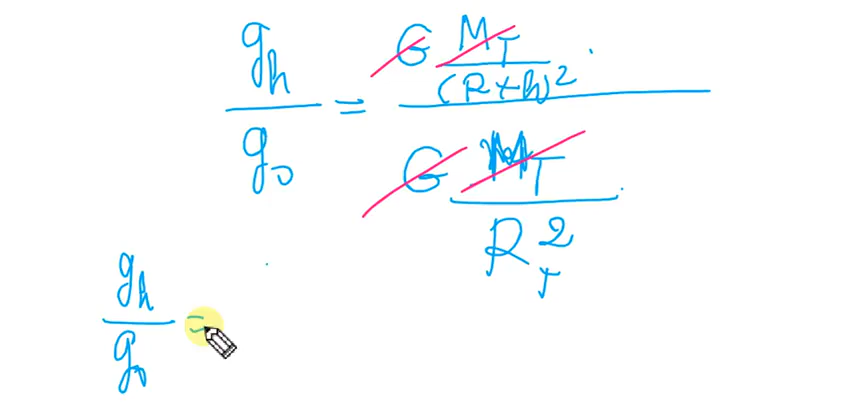 g_h / g_0 = (G M_T / (R+h)^2) / (G M_T / R_T^2)
g_h / g_0 =